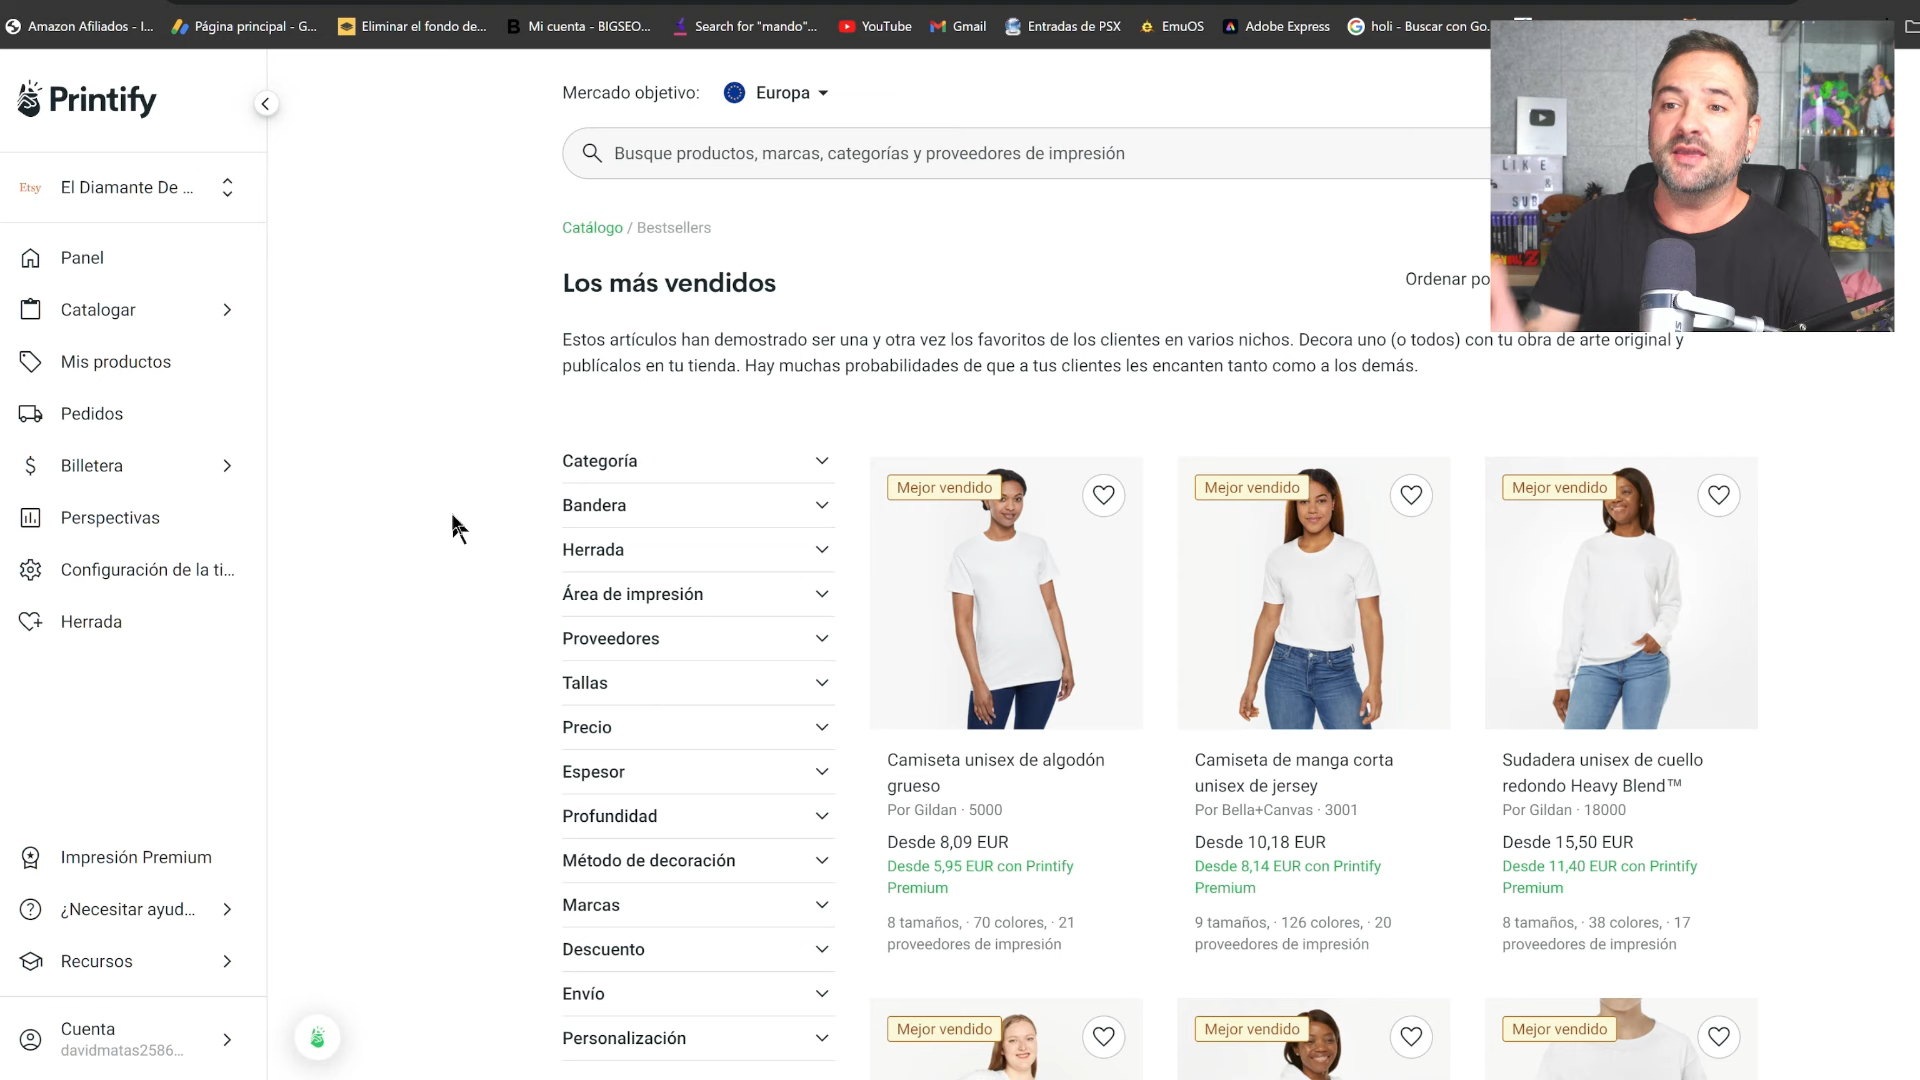 Amazon Afiliados - I...
Página principal - G...
Eliminar el fondo de...
B Mi cuenta - BIGSEO...
Search for "mando"...
YouTube
Gmail
Entradas de PSX
EmuOS
Adobe Express
holi - Buscar con Go.
Printify
Mercado objetivo: Europa
Busque productos, marcas, categorías y proveedores de impresión
LIKE
&
SUB
Etsy El Diamante De ...
Catálogo / Bestsellers
Panel
Los más vendidos
Ordenar po
Catalogar
Estos artículos han demostrado ser una y otra vez los favoritos de los clientes en varios nichos. Decora uno (o todos) con tu obra de arte original y
publícalos en tu tienda. Hay muchas probabilidades de que a tus clientes les encanten tanto como a los demás.
Mis productos
Pedidos
Billetera
Perspectivas
Configuración de la ti...
Herrada
Impresión Premium
¿Necesitar ayud...
Recursos
Cuenta
davidmatas2586...
Categoría
Bandera
Herrada
Área de impresión
Proveedores
Tallas
Precio
Espesor
Profundidad
Método de decoración
Marcas
Descuento
Envío
Personalización
Mejor vendido
Camiseta unisex de algodón
grueso
Por Gildan · 5000
Desde 8,09 EUR
Desde 5,95 EUR con Printify
Premium
8 tamaños, · 70 colores, · 21
proveedores de impresión
Mejor vendido
Camiseta de manga corta
unisex de jersey
Por Bella+Canvas · 3001
Desde 10,18 EUR
Desde 8,14 EUR con Printify
Premium
9 tamaños, · 126 colores, · 20
proveedores de impresión
Mejor vendido
Sudadera unisex de cuello
redondo Heavy Blend™
Por Gildan · 18000
Desde 15,50 EUR
Desde 11,40 EUR con Printify
Premium
8 tamaños, · 38 colores, · 17
proveedores de impresión
Mejor vendido
Mejor vendido
Mejor vendido